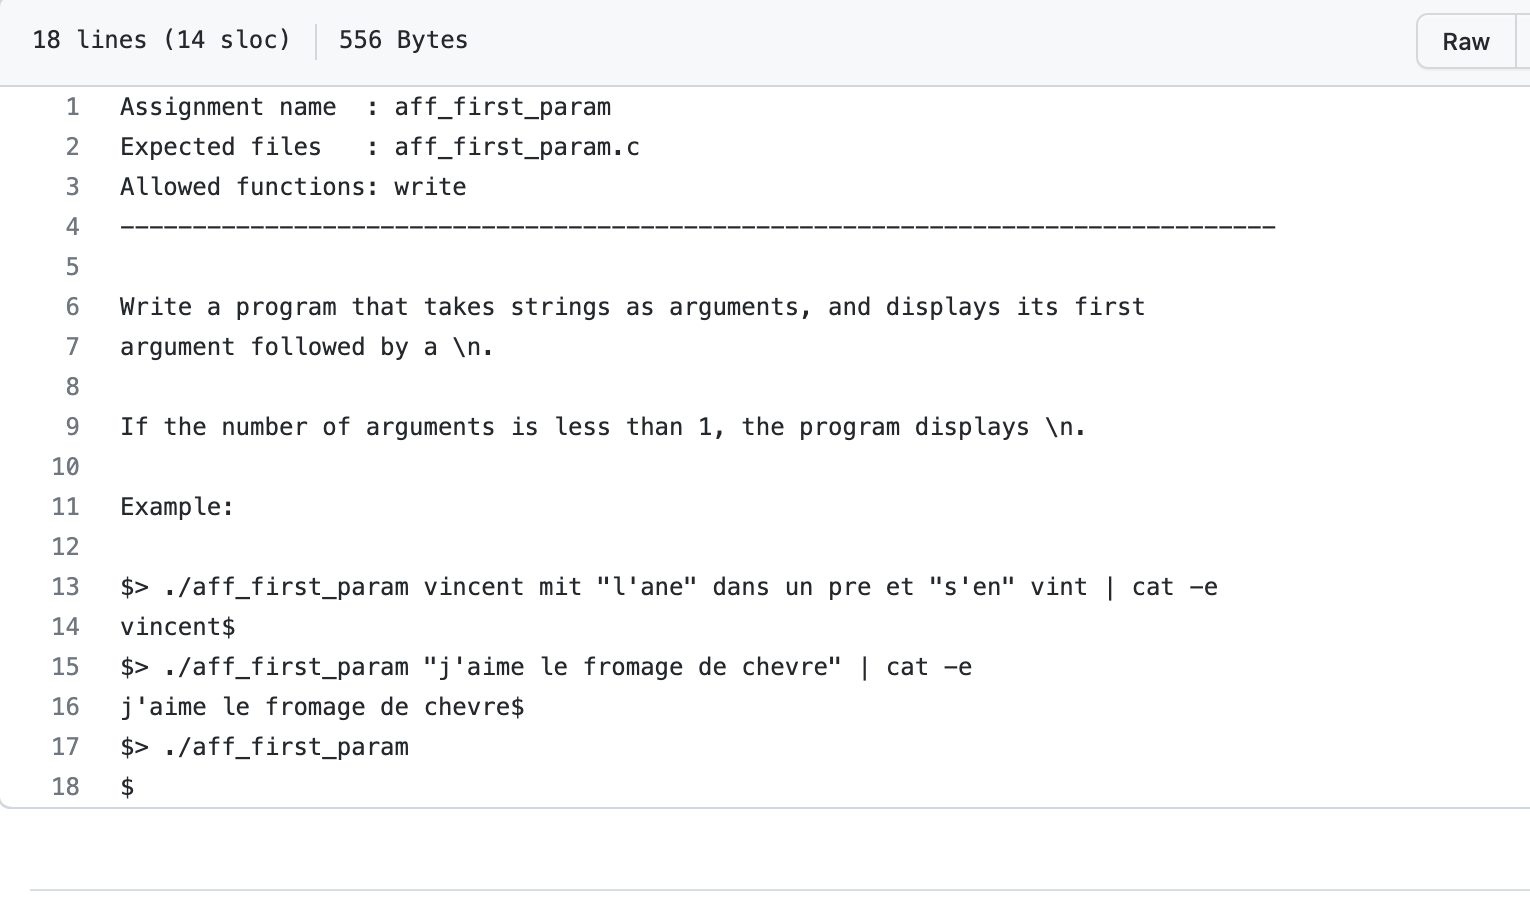 18 lines (14 sloc) 556 Bytes Raw
1 Assignment name  : aff_first_param
2 Expected files   : aff_first_param.c
3 Allowed functions: write
4 --------------------------------------------------------------------------------
5
6 Write a program that takes strings as arguments, and displays its first
7 argument followed by a \n.
8
9 If the number of arguments is less than 1, the program displays \n.
10
11 Example:
12
13 $> ./aff_first_param vincent mit "l'ane" dans un pre et "s'en" vint | cat -e
14 vincent$
15 $> ./aff_first_param "j'aime le fromage de chevre" | cat -e
16 j'aime le fromage de chevre$
17 $> ./aff_first_param
18 $